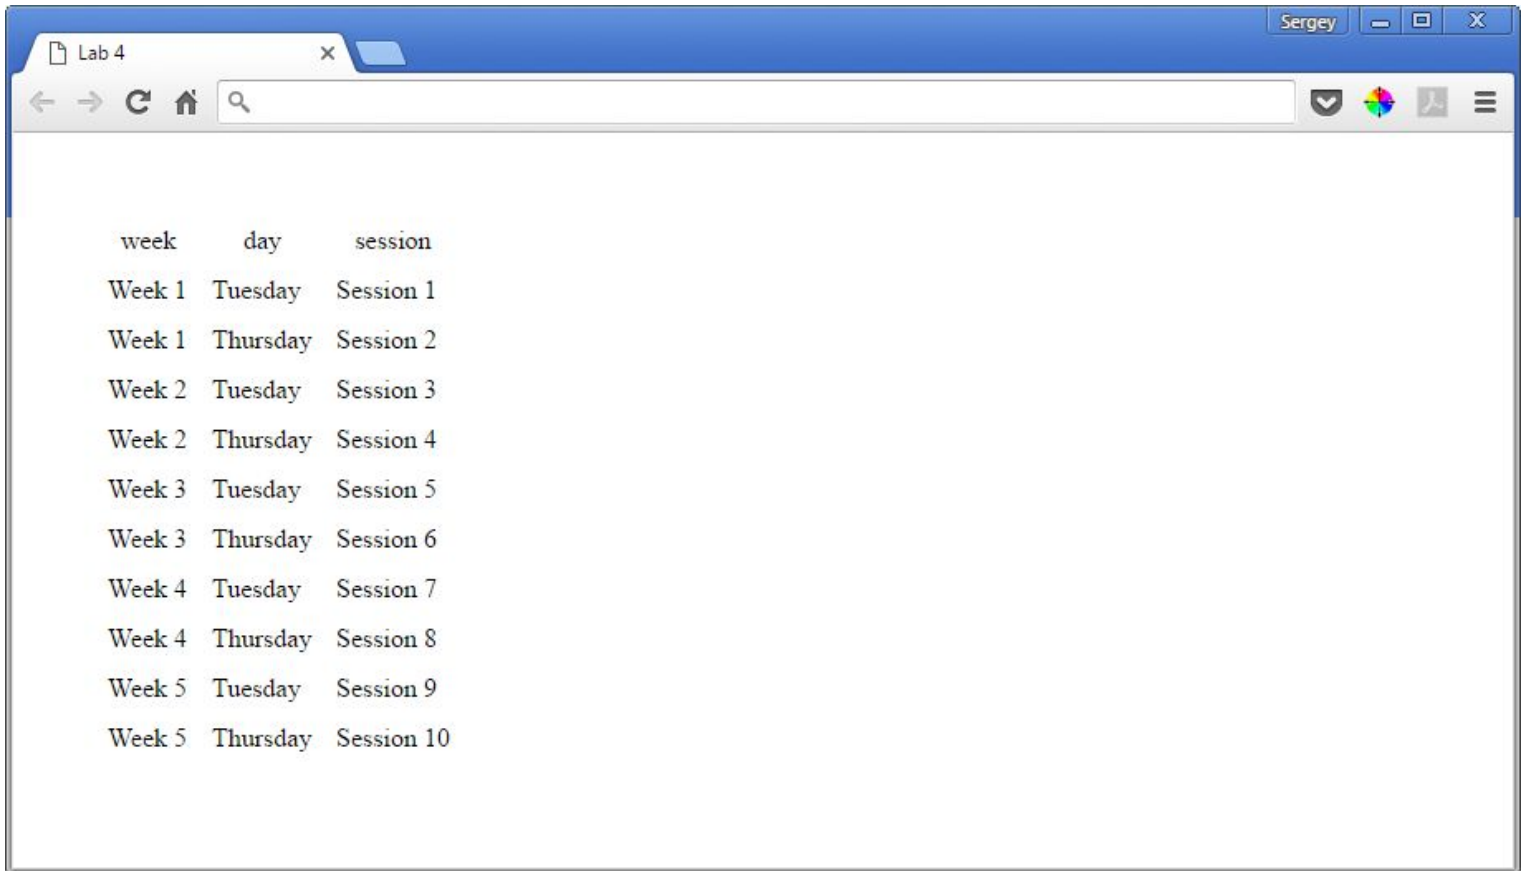 Sergey
Lab 4
week day session
Week 1 Tuesday Session 1
Week 1 Thursday Session 2
Week 2 Tuesday Session 3
Week 2 Thursday Session 4
Week 3 Tuesday Session 5
Week 3 Thursday Session 6
Week 4 Tuesday Session 7
Week 4 Thursday Session 8
Week 5 Tuesday Session 9
Week 5 Thursday Session 10